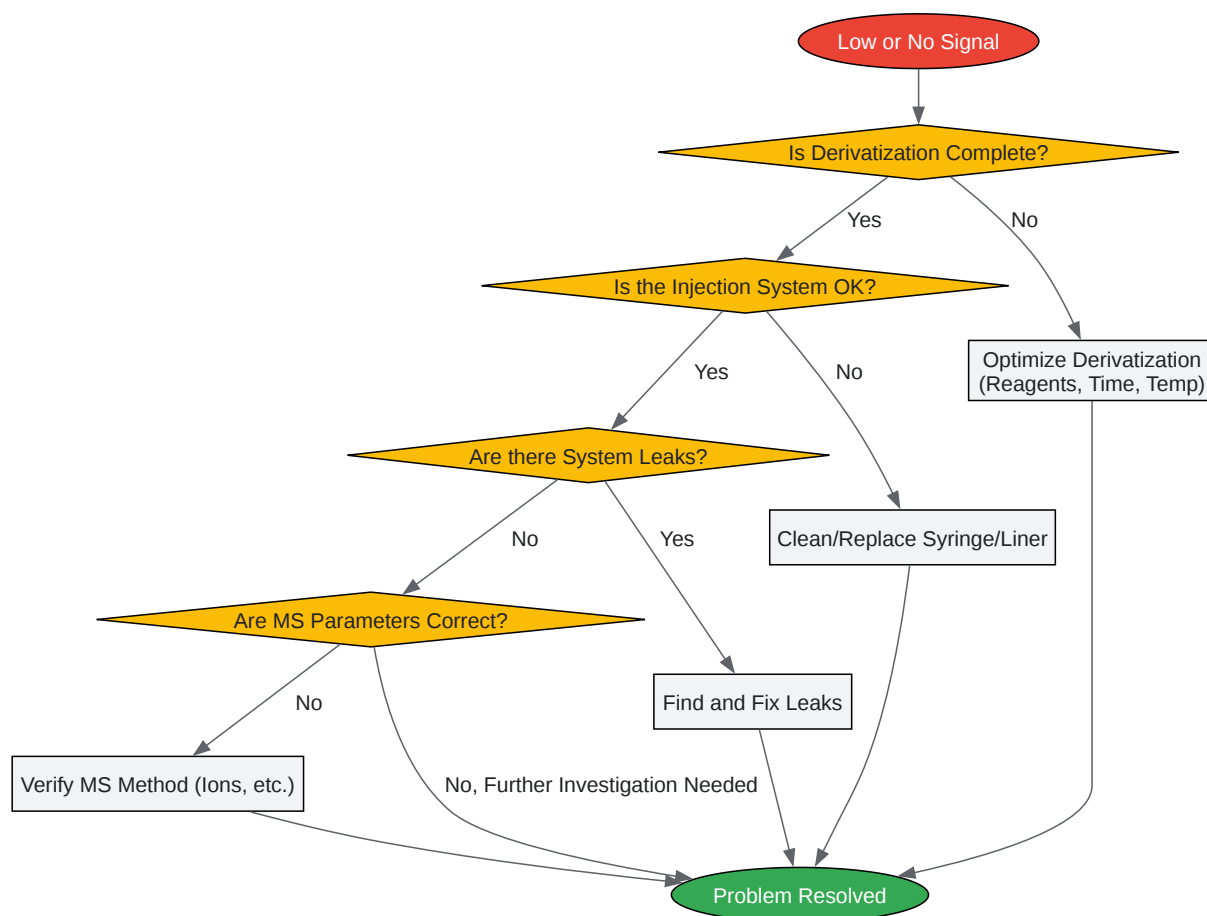 Low or No Signal
Is Derivatization Complete?
Yes
No
Is the Injection System OK?
Optimize Derivatization
(Reagents, Time, Temp)
Yes
No
Are there System Leaks?
Clean/Replace Syringe/Liner
No
Yes
Are MS Parameters Correct?
Find and Fix Leaks
No
Verify MS Method (Ions, etc.)
No, Further Investigation Needed
Problem Resolved